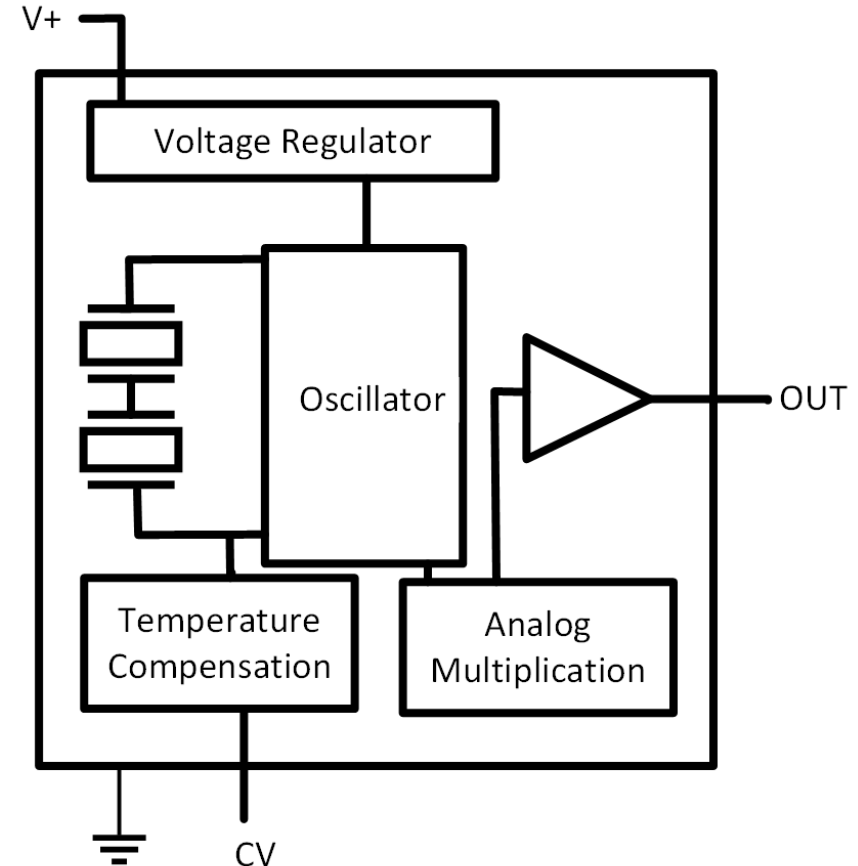 V+
Voltage Regulator
Oscillator
OUT
Temperature
Compensation
Analog
Multiplication
CV